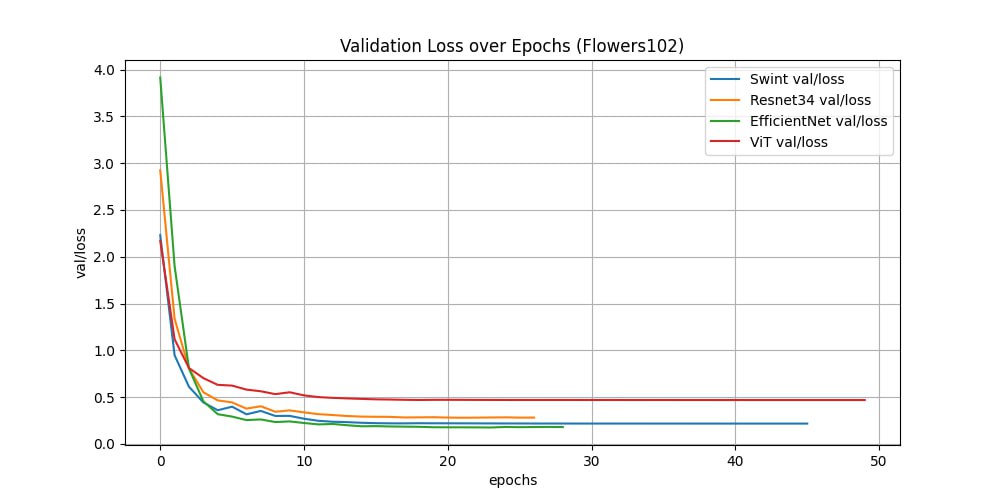 Validation Loss over Epochs (Flowers102)
4.0
3.5
3.0
2.5
2.0
1.5
1.0
0.5
0.0
val/loss
Swint val/loss
Resnet34 val/loss
EfficientNet val/loss
ViT val/loss
0
10
20
30
40
50
epochs